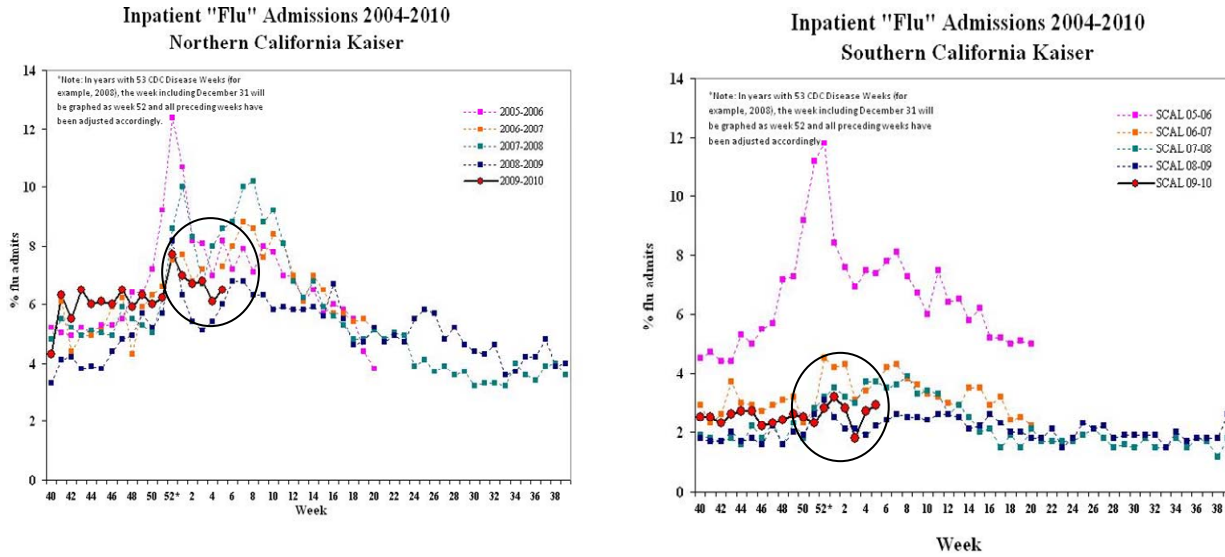 Inpatient "Flu" Admissions 2004-2010
Northern California Kaiser
14
12
10
8
6
4
2
0
% flu admits
*Note: In years with 53 CDC Disease Weeks (for
example, 2008), the week including December 31 will
be graphed as week 52 and all preceding weeks have
been adjusted accordingly.
2005-2006
2006-2007
2007-2008
2008-2009
2009-2010
40 42 44 46 48 50 52* 2 4 6 8 10 12 14 16 18 20 22 24 26 28 30 32 34 36 38
Week
Inpatient "Flu" Admissions 2004-2010
Southern California Kaiser
14
12
10
8
6
4
2
0
% flu admits
*Note: In years with 53 CDC Disease Weeks (for
example, 2008), the week including December 31 will
be graphed as week 52 and all preceding weeks have
been adjusted accordingly.
SCAL 05-06
SCAL 06-07
SCAL 07-08
SCAL 08-09
SCAL 09-10
40 42 44 46 48 50 52* 2 4 6 8 10 12 14 16 18 20 22 24 26 28 30 32 34 36 38
Week